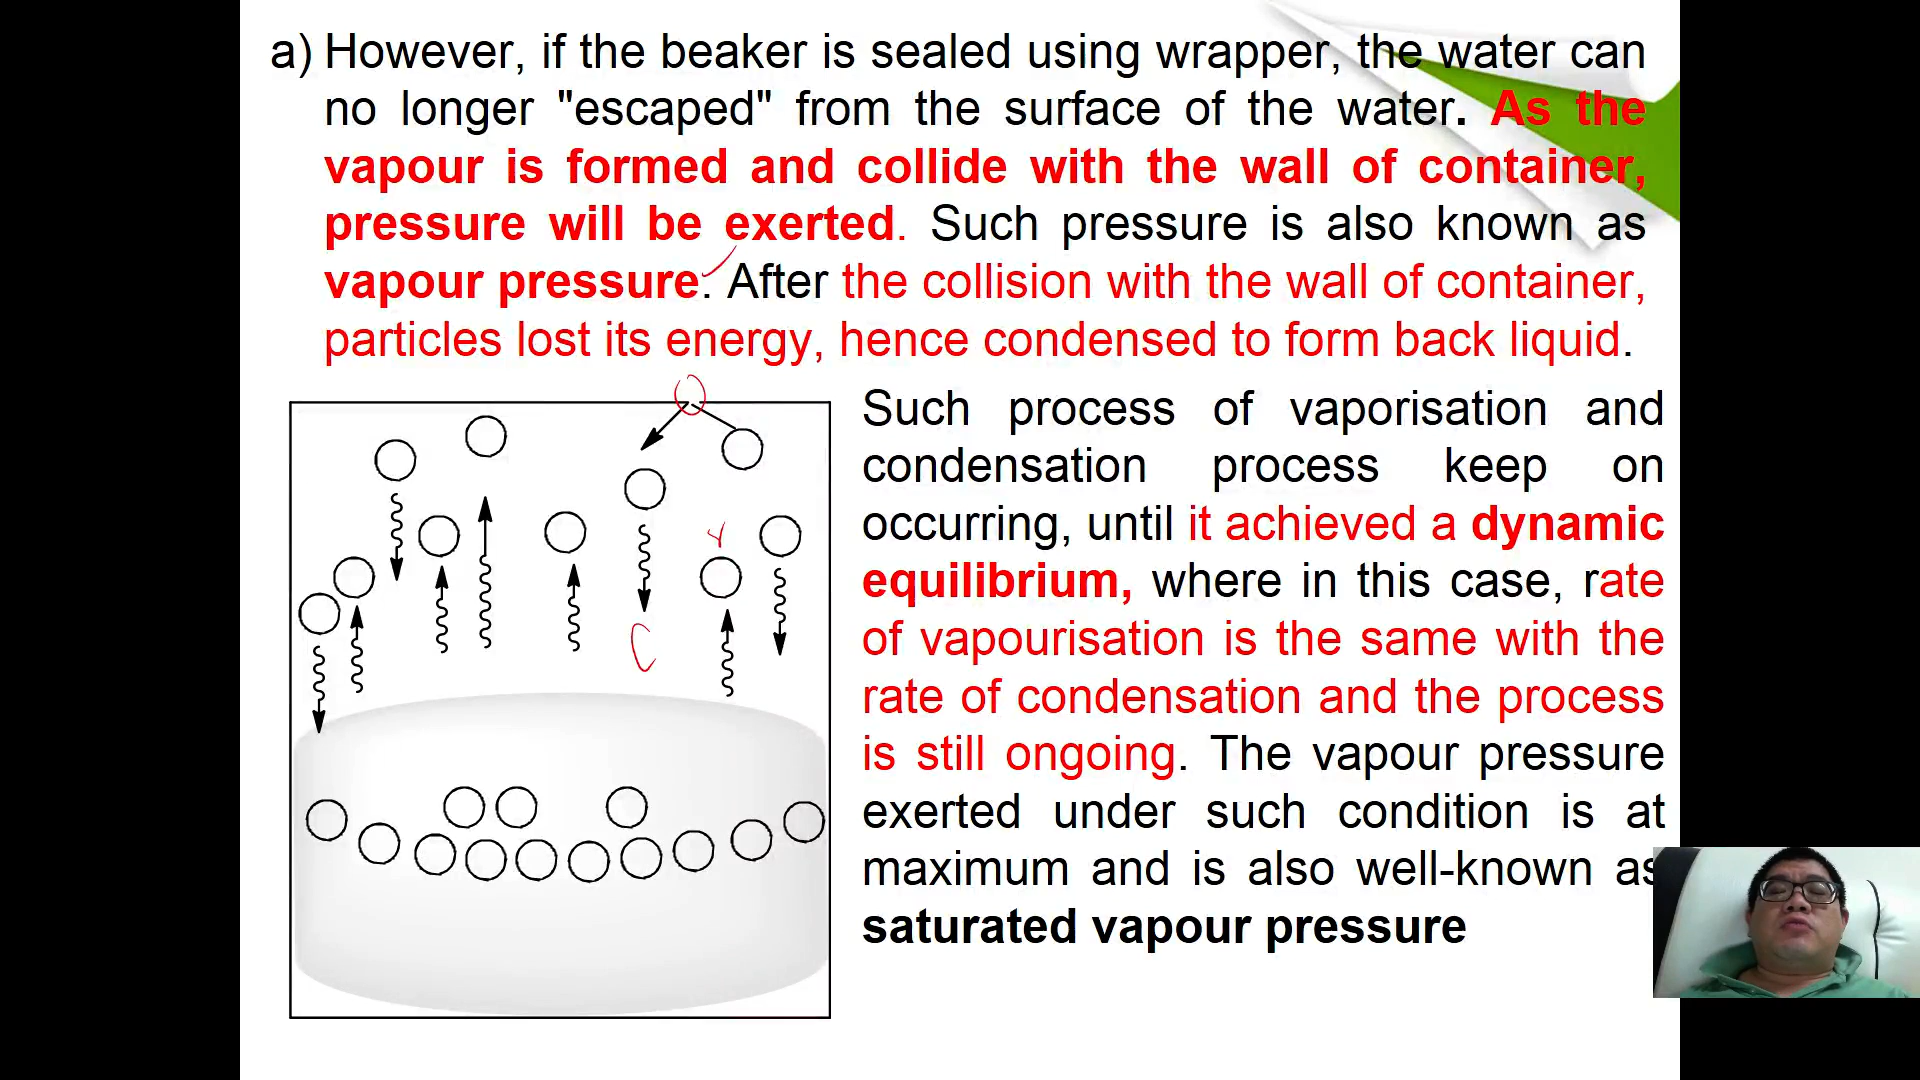 a) However, if the beaker is sealed using wrapper, the water can
no longer "escaped" from the surface of the water. As the
vapour is formed and collide with the wall of container,
pressure will be exerted. Such pressure is also known as
vapour pressure. After the collision with the wall of container,
particles lost its energy, hence condensed to form back liquid.
Such process of vaporisation and
condensation process keep on
occurring, until it achieved a dynamic
equilibrium, where in this case, rate
of vapourisation is the same with the
rate of condensation and the process
is still ongoing. The vapour pressure
exerted under such condition is at
maximum and is also well-known as
saturated vapour pressure